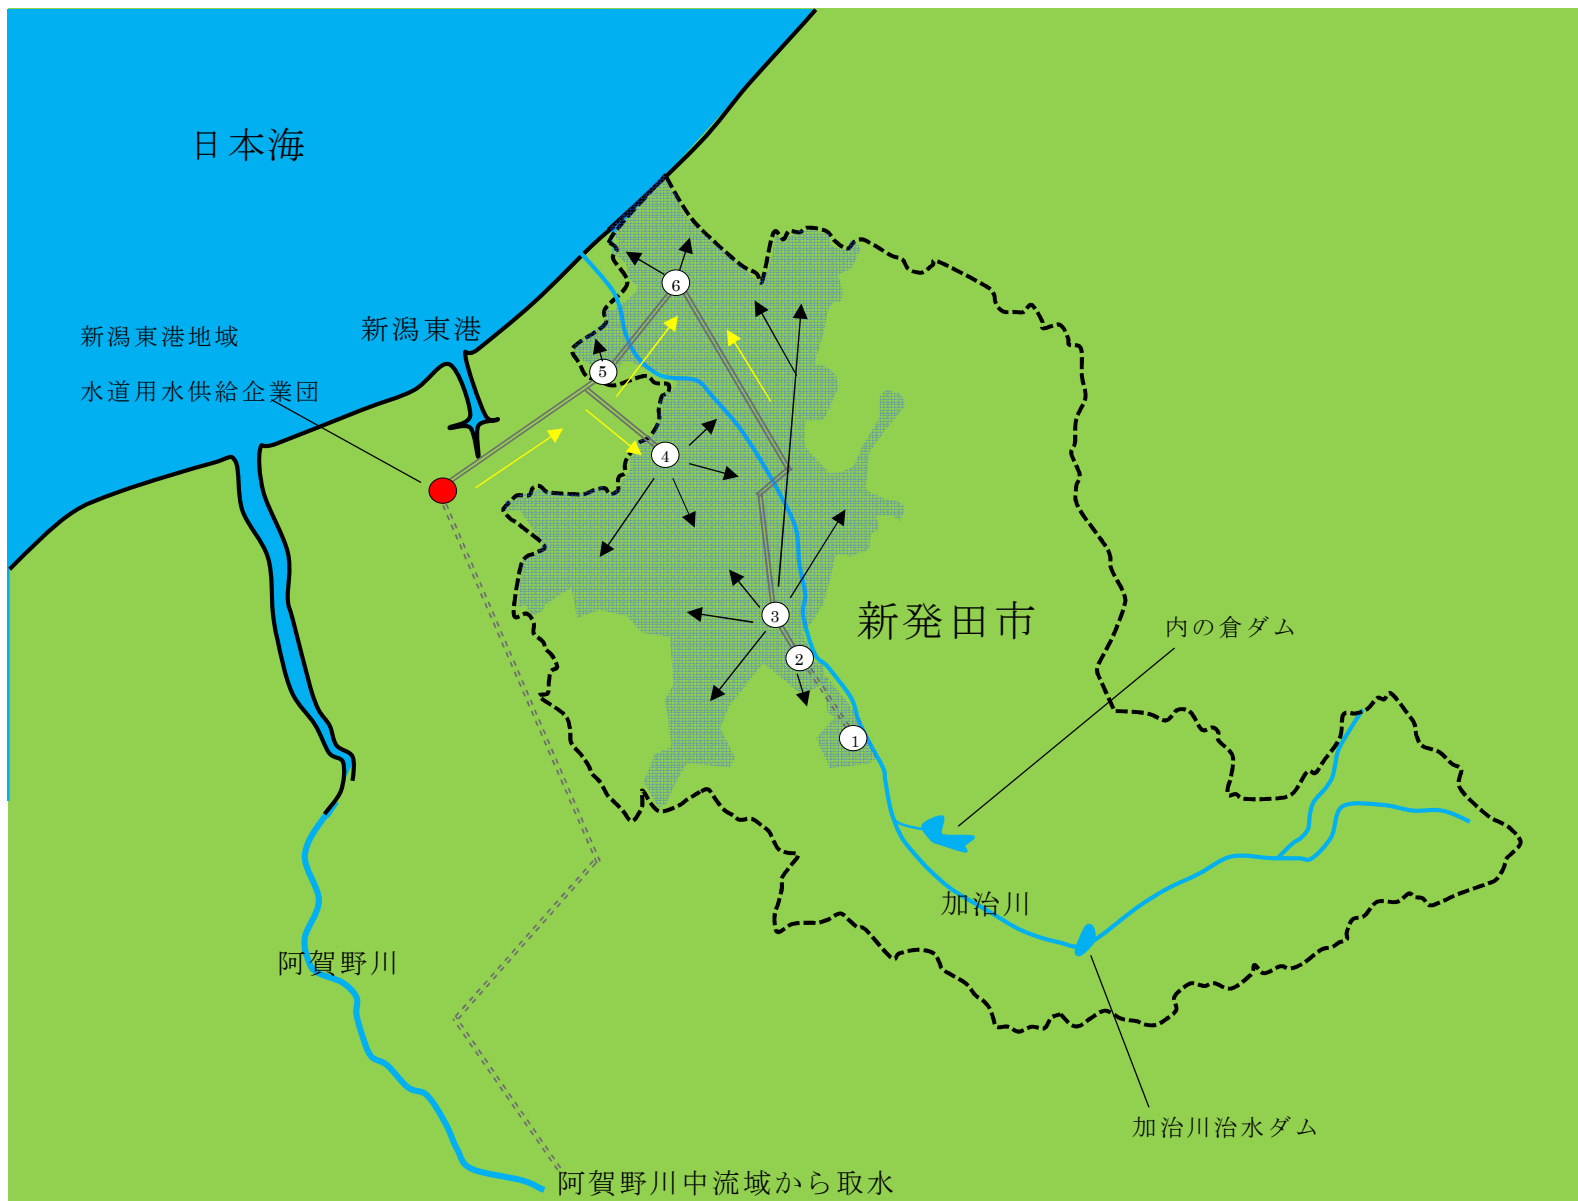 日本海
新潟東港
新潟東港地域
水道用水供給企業団
6
5
4
3
2
1
新発田市
内の倉ダム
加治川
阿賀野川
加治川治水ダム
阿賀野川中流域から取水